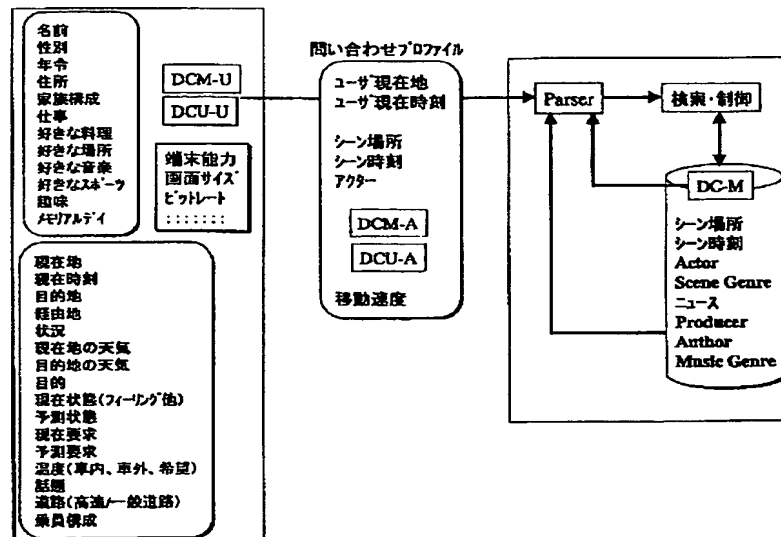 名前
性別
年令
住所
家族構成
仕事
好きな料理
好きな場所
好きな音楽
好きなスポーツ
趣味
メモリアルデイ
DCM-U
DCU-U
端末能力
画面サイズ
ビットレート
:::::::
現在地
現在時刻
目的地
経由地
状況
現在地の天気
目的地の天気
目的
現在状態(フィーリング他)
予測状態
現在要求
予測要求
温度(車内、車外、希望)
話題
道路(高速/一般道路)
乗員構成
問い合わせプロファイル
ユーザ現在地
ユーザ現在時刻
シーン場所
シーン時刻
アクター
DCM-A
DCU-A
移動速度
Parser
検索・制御
DC-M
シーン場所
シーン時刻
Actor
Scene Genre
ニュース
Producer
Author
Music Genre